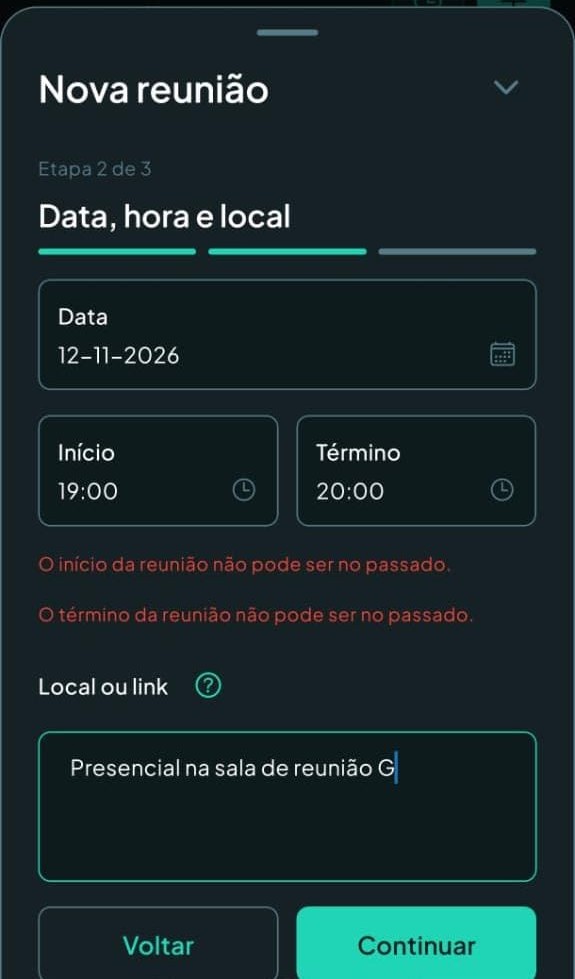 Nova reunião
Etapa 2 de 3
Data, hora e local
Data
12-11-2026
Início
19:00
Término
20:00
O início da reunião não pode ser no passado.
O término da reunião não pode ser no passado.
Local ou link ?
Presencial na sala de reunião G
Voltar
Continuar